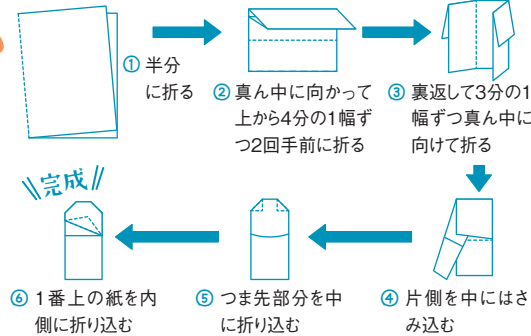 ① 半分
に折る
② 真ん中に向かって
上から4分の1幅ず
つ2回手前に折る
③ 裏返して3分の1
幅ずつ真ん中に
向けて折る
④ 片側を中にはさ
み込む
⑤ つま先部分を中
に折り込む
⑥ 1番上の紙を内
側に折り込む
完成